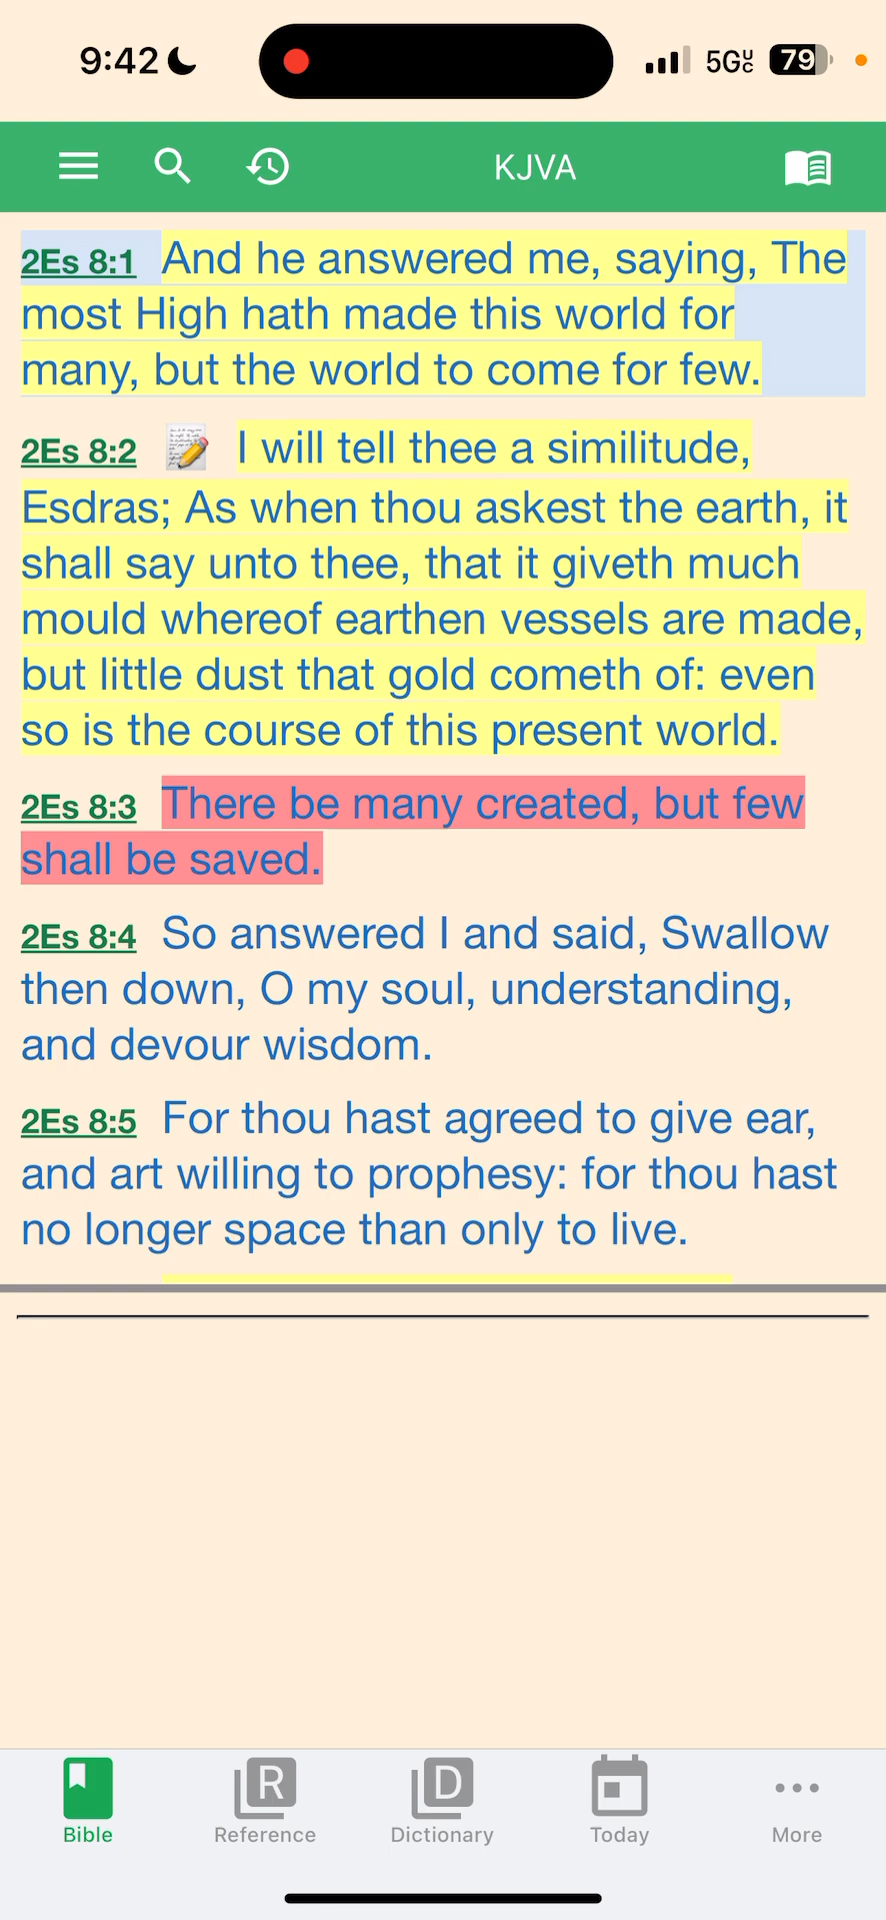 9:42
5G UC
79
KJVA
2Es 8:1 And he answered me, saying, The
most High hath made this world for
many, but the world to come for few.
2Es 8:2 I will tell thee a similitude,
Esdras; As when thou askest the earth, it
shall say unto thee, that it giveth much
mould whereof earthen vessels are made,
but little dust that gold cometh of: even
so is the course of this present world.
2Es 8:3 There be many created, but few
shall be saved.
2Es 8:4 So answered I and said, Swallow
then down, O my soul, understanding,
and devour wisdom.
2Es 8:5 For thou hast agreed to give ear,
and art willing to prophesy: for thou hast
no longer space than only to live.
R
D
Bible
Reference
Dictionary
Today
More